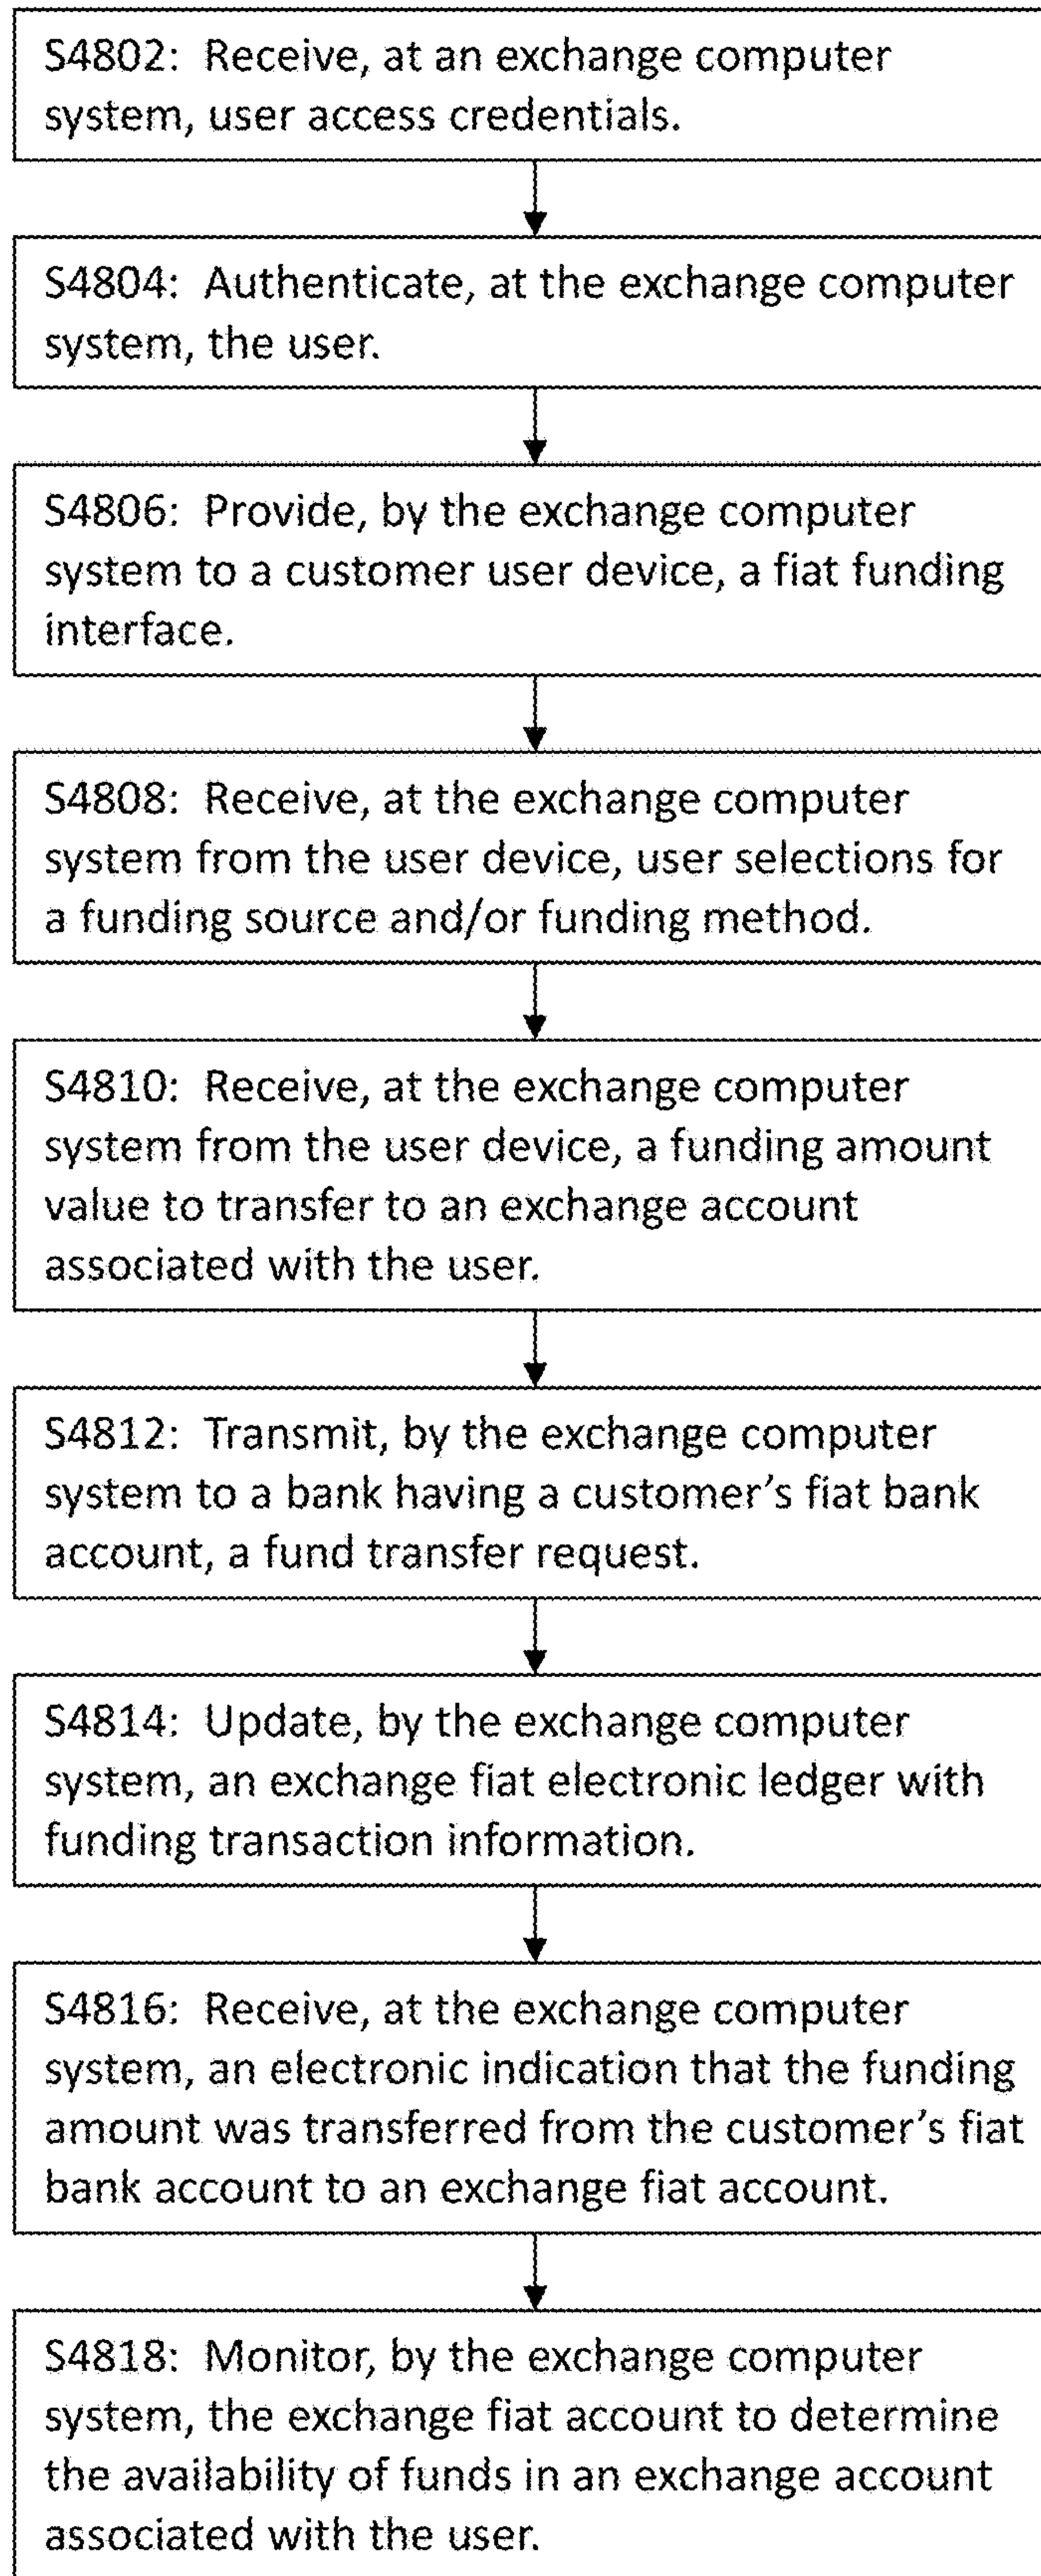 S4802: Receive, at an exchange computer
system, user access credentials.
S4804: Authenticate, at the exchange computer
system, the user.
S4806: Provide, by the exchange computer
system to a customer user device, a fiat funding
interface.
S4808: Receive, at the exchange computer
system from the user device, user selections for
a funding source and/or funding method.
S4810: Receive, at the exchange computer
system from the user device, a funding amount
value to transfer to an exchange account
associated with the user.
S4812: Transmit, by the exchange computer
system to a bank having a customer's fiat bank
account, a fund transfer request.
S4814: Update, by the exchange computer
system, an exchange fiat electronic ledger with
funding transaction information.
S4816: Receive, at the exchange computer
system, an electronic indication that the funding
amount was transferred from the customer's fiat
bank account to an exchange fiat account.
S4818: Monitor, by the exchange computer
system, the exchange fiat account to determine
the availability of funds in an exchange account
associated with the user.